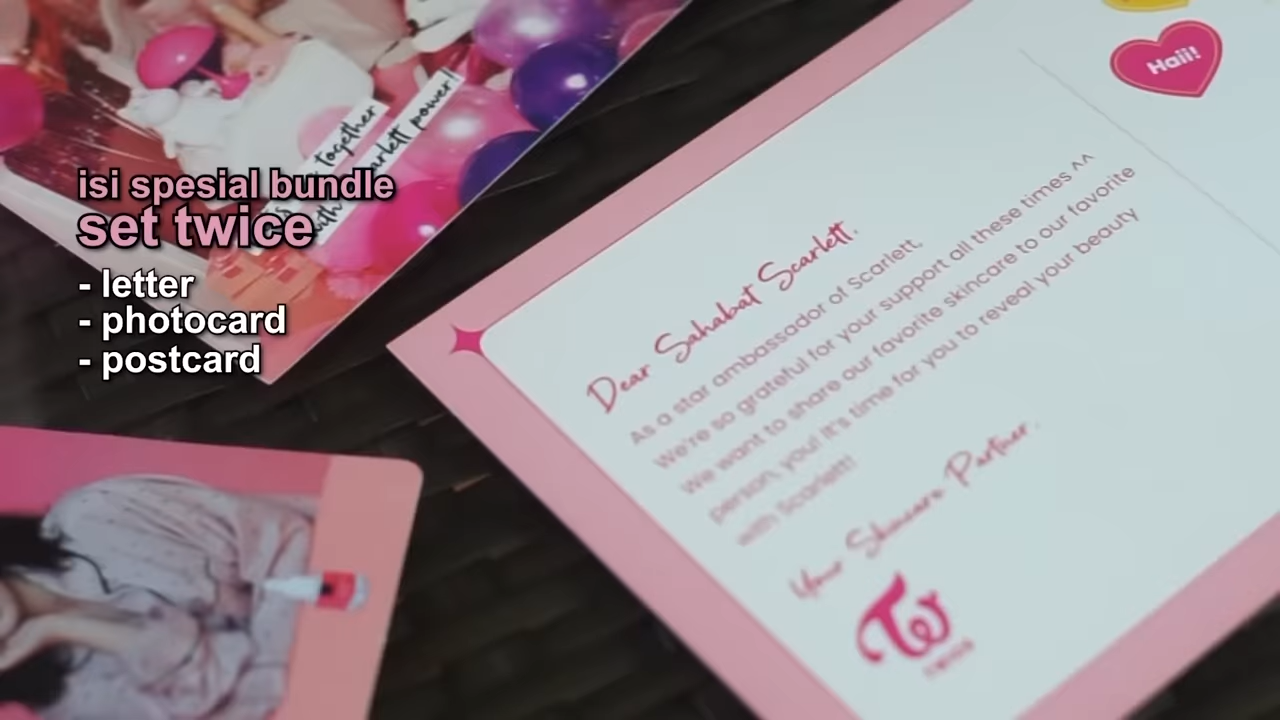 isi spesial bundle
set twice
- letter
- photocard
- postcard
together
with Scarlett power!
Haii!
Dear Sahabat Scarlett.
As a star ambassador of Scarlett,
We're so grateful for your support all these times ^^
We want to share our favorite skincare to our favorite
person, you! It's time for you to reveal your beauty
with Scarlett!
Your Skincare Partner.
TWICE